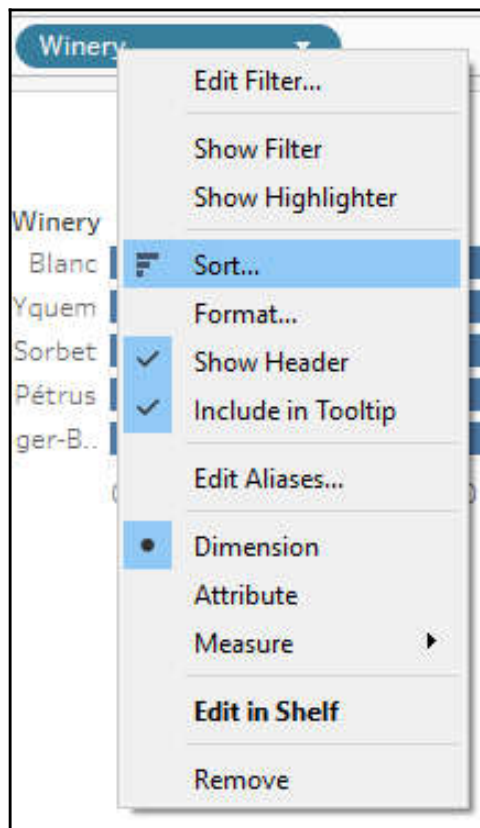 Winery
Edit Filter...
Show Filter
Show Highlighter
Winery
Blanc
Sort...
Yquem
Format...
Sorbet
Show Header
Pétrus
Include in Tooltip
ger-B..
Edit Aliases...
Dimension
Attribute
Measure
Edit in Shelf
Remove